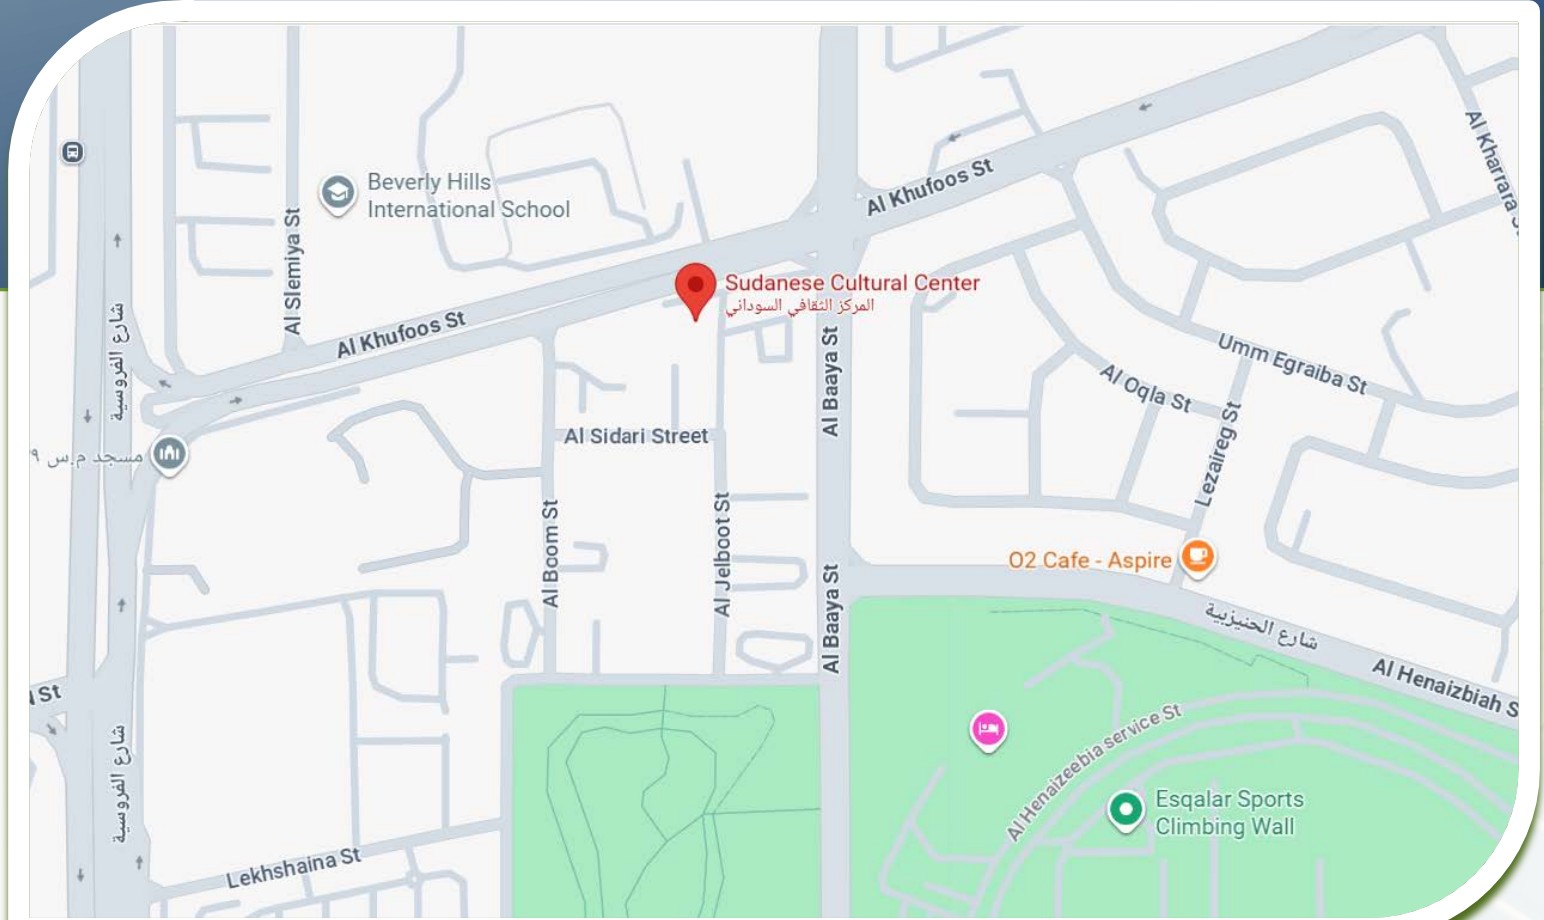 Al Kharrara
Beverly Hills
International School
Al Khufoos St
Al Slemiya St
Sudanese Cultural Center
المركز الثقافي السوداني
شارع الفروسية
Al Khufoos St
Al Baaya St
Umm Egraiba St
Al Oqla St
Al Sidari Street
Lezaireg St
مسجد م.س ٩
Al Boom St
Al Jelboot St
O2 Cafe - Aspire
Al Baaya St
شارع الحنيزبية
Al Henaizbiah S
St
Al Henaizeebia service St
شارع الفروسية
Esqalar Sports
Climbing Wall
Lekhshaina St